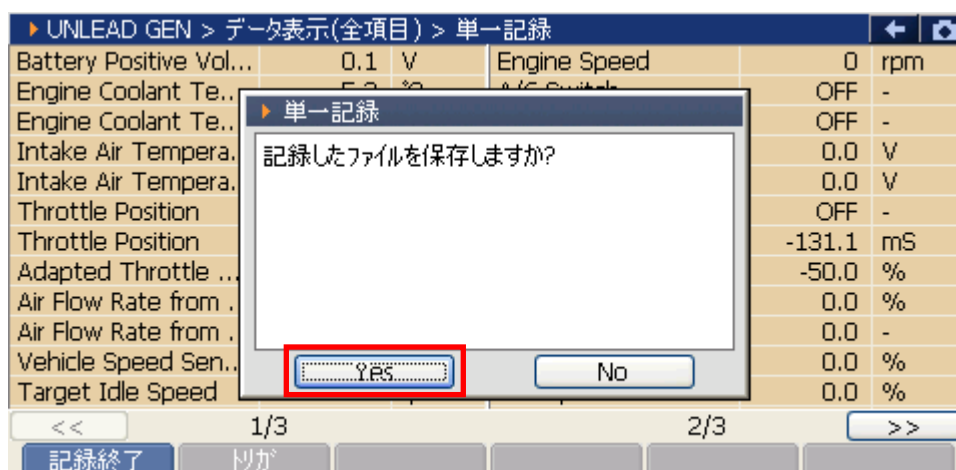 UNLEAD GEN > データ表示(全項目) > 単一記録
Battery Positive Vol... 0.1 V Engine Speed 0 rpm
Engine Coolant Te... OFF -
Engine Coolant Te... OFF -
Intake Air Tempera. 0.0 V
Intake Air Tempera. 0.0 V
Throttle Position OFF -
Throttle Position -131.1 mS
Adapted Throttle ... -50.0 %
Air Flow Rate from . 0.0 %
Air Flow Rate from . 0.0 -
Vehicle Speed Sen.. 0.0 %
Target Idle Speed 0.0 %
単一記録
記録したファイルを保存しますか?
Yes No
<< 1/3 2/3 >>
記録終了 トリガ